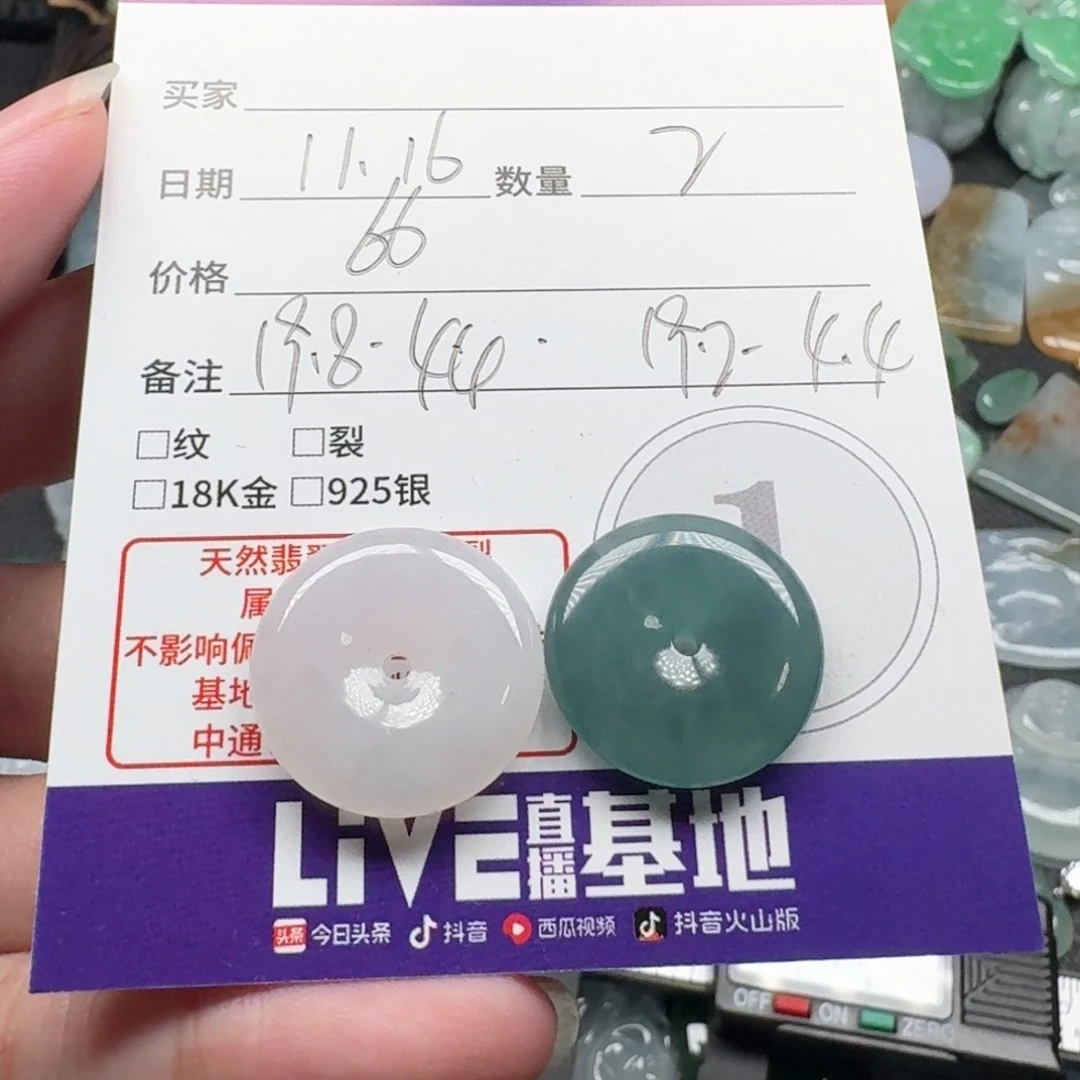 买家
日期 11.16 数量 2
价格 66
备注 19.8-4.4. 19.7-4.4
□纹 □裂
□18K金 □925银
天然翡
属
不影响佩
基地
中通
LIVE直播基地
头条 今日头条 抖音 西瓜视频 抖音火山版
OFF ON ZERO